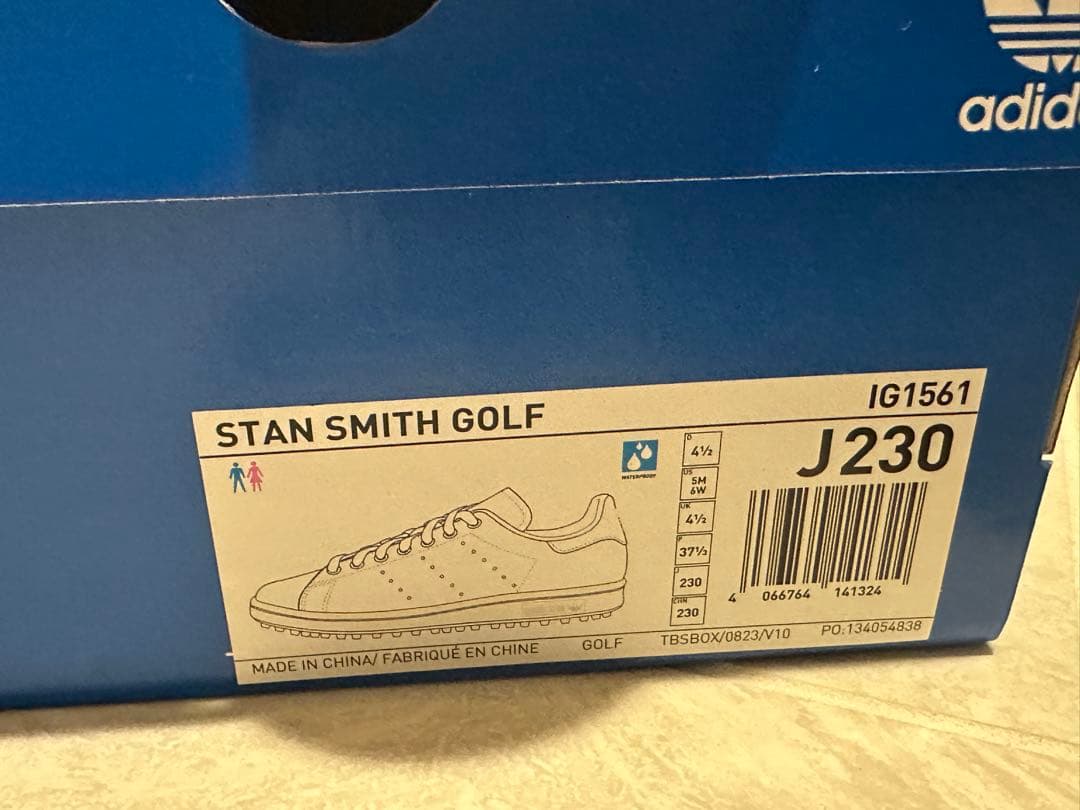 adid
STAN SMITH GOLF
IG1561
J230
WATERPROOF
D
4½
US
5M
6W
UK
4½
F
37⅓
J
230
CHN
230
4 066764 141324
MADE IN CHINA/ FABRIQUÉ EN CHINE
GOLF
TBSBOX/0823/V10
PO:134054838